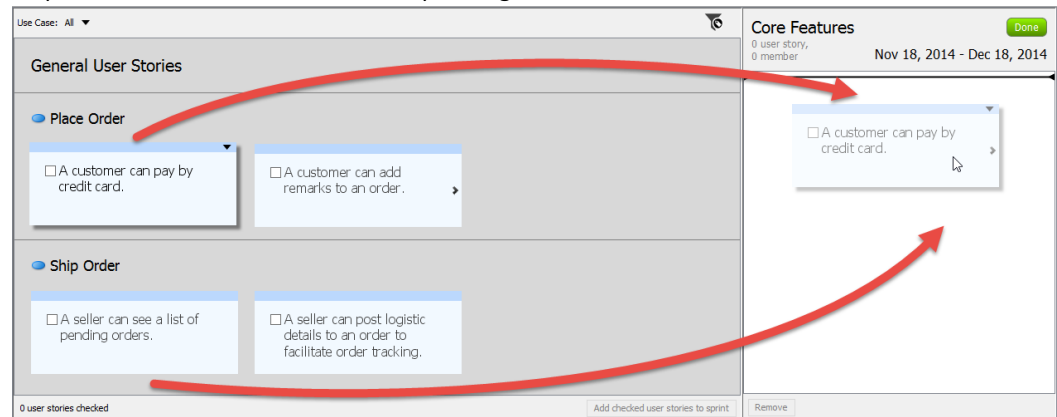 Use Case: All
General User Stories
Place Order
A customer can pay by
credit card.
A customer can add
remarks to an order.
Ship Order
A seller can see a list of
pending orders.
A seller can post logistic
details to an order to
facilitate order tracking.
0 user stories checked
Add checked user stories to sprint
Core Features
Done
0 user story,
0 member
Nov 18, 2014 - Dec 18, 2014
A customer can pay by
credit card.
Remove